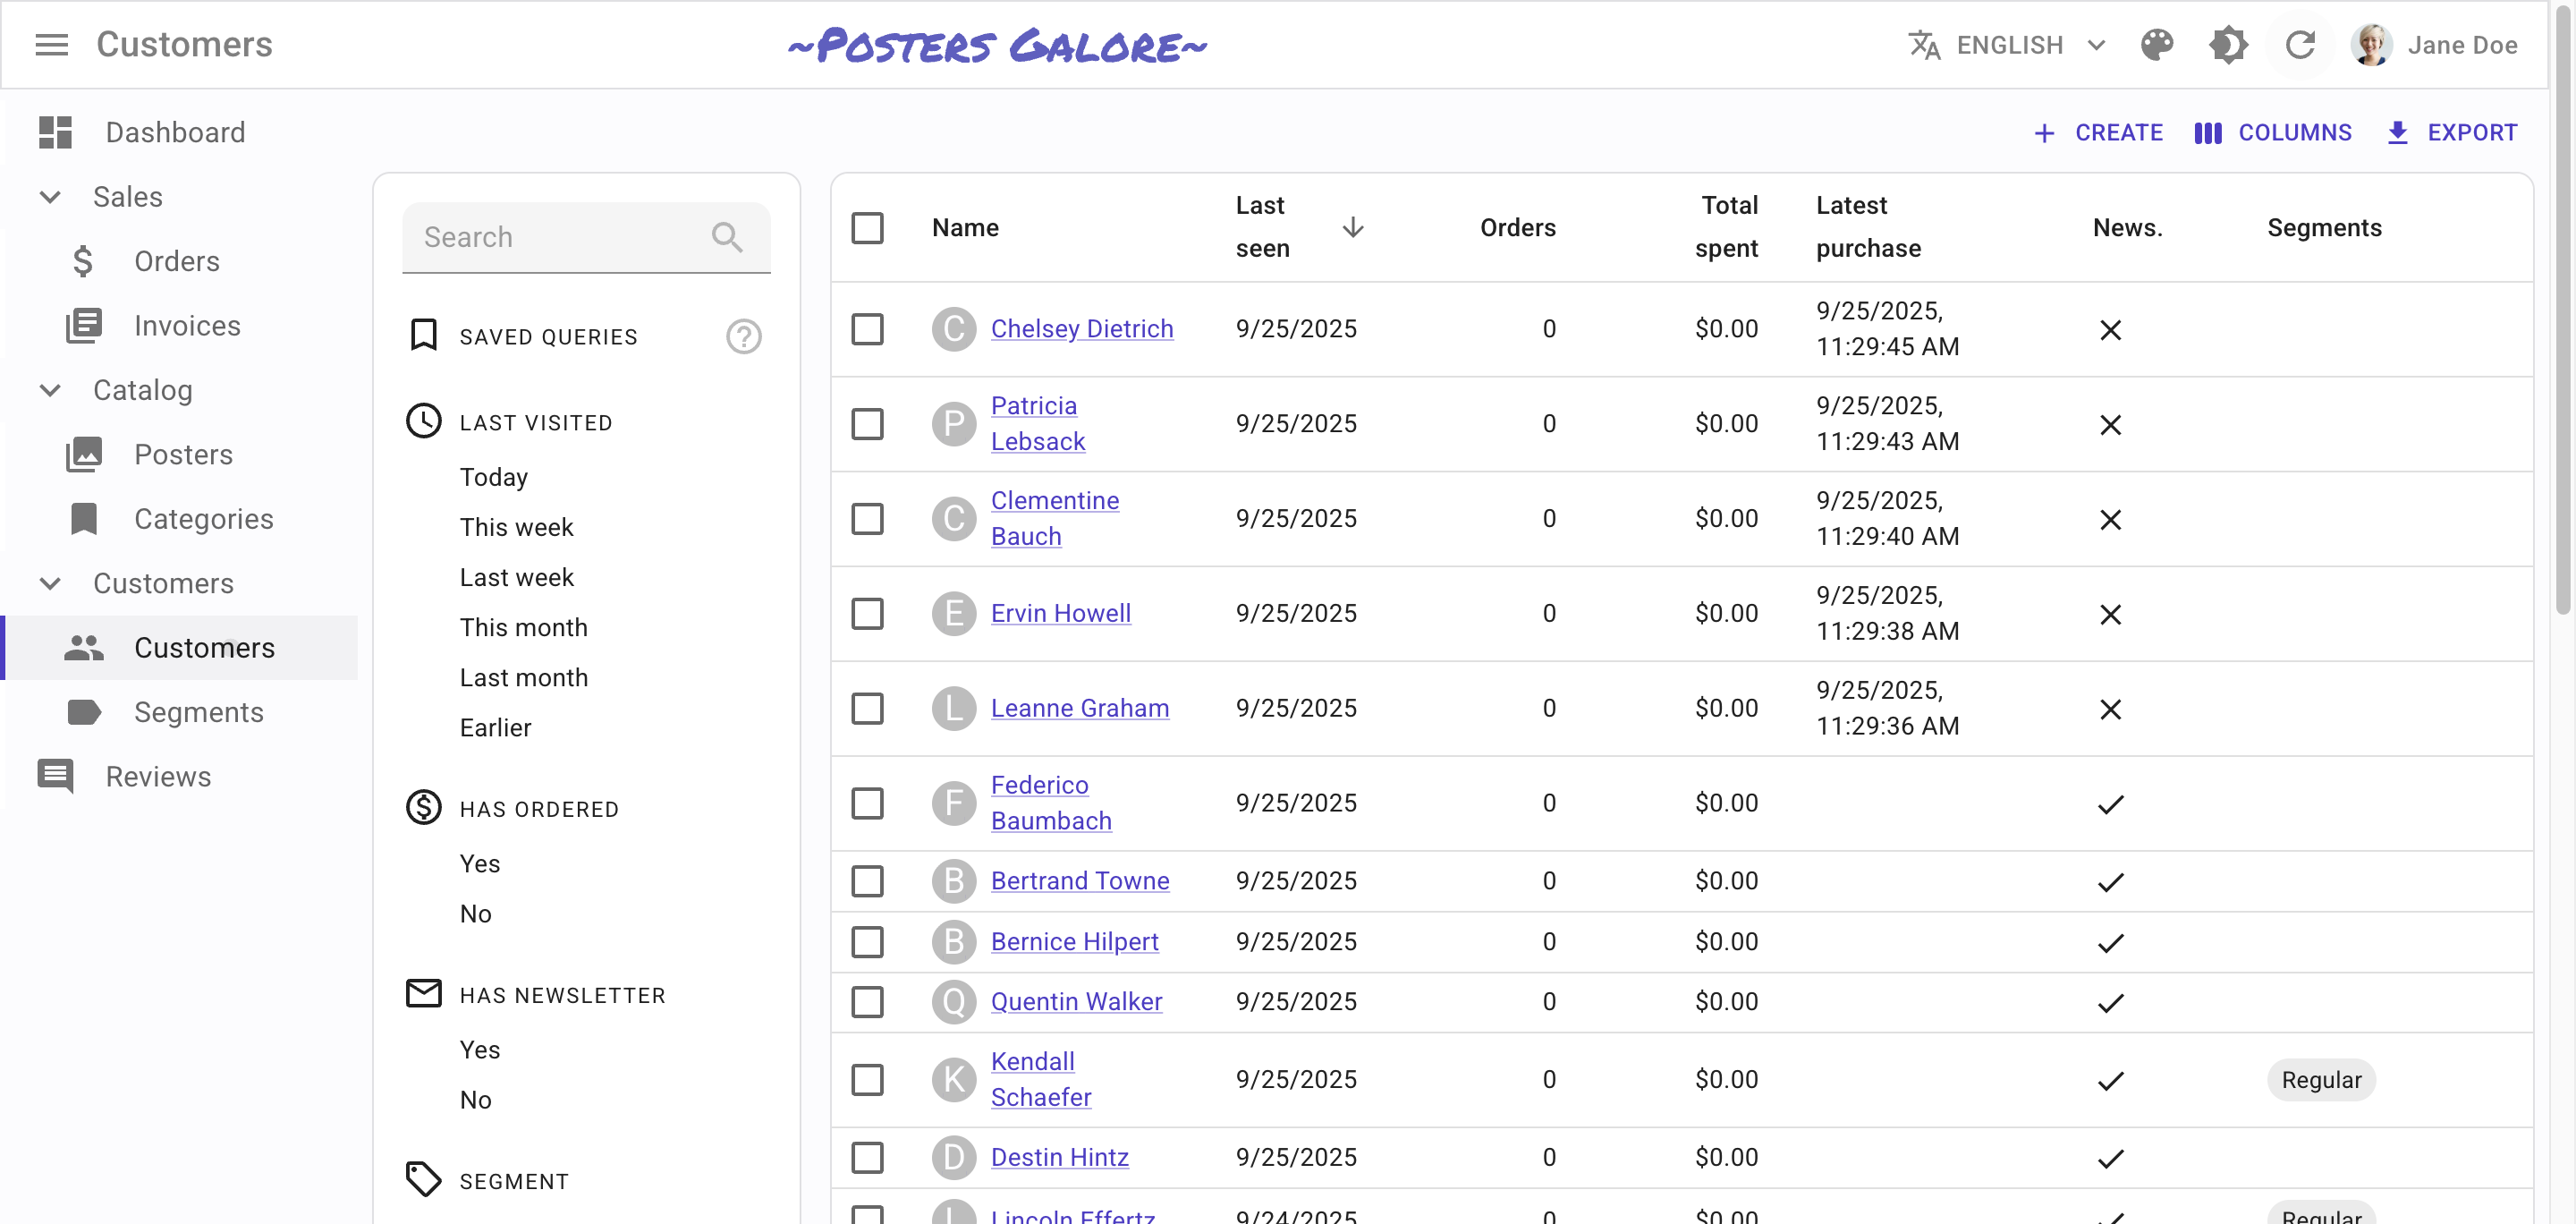 Customers
~Posters Galore~
ENGLISH
Jane Doe
Dashboard
Sales
Orders
Invoices
Catalog
Posters
Categories
Customers
Customers
Segments
Reviews
CREATE
COLUMNS
EXPORT
Search
SAVED QUERIES
LAST VISITED
Today
This week
Last week
This month
Last month
Earlier
HAS ORDERED
Yes
No
HAS NEWSLETTER
Yes
No
SEGMENT
Name
Last
seen
Orders
Total
spent
Latest
purchase
News.
Segments
C
Chelsey Dietrich
9/25/2025
0
$0.00
9/25/2025,
11:29:45 AM
P
Patricia
Lebsack
9/25/2025
0
$0.00
9/25/2025,
11:29:43 AM
C
Clementine
Bauch
9/25/2025
0
$0.00
9/25/2025,
11:29:40 AM
E
Ervin Howell
9/25/2025
0
$0.00
9/25/2025,
11:29:38 AM
L
Leanne Graham
9/25/2025
0
$0.00
9/25/2025,
11:29:36 AM
F
Federico
Baumbach
9/25/2025
0
$0.00
B
Bertrand Towne
9/25/2025
0
$0.00
B
Bernice Hilpert
9/25/2025
0
$0.00
Q
Quentin Walker
9/25/2025
0
$0.00
K
Kendall
Schaefer
9/25/2025
0
$0.00
Regular
D
Destin Hintz
9/25/2025
0
$0.00
L
Lincoln Effertz
9/24/2025
0
$0.00
Regular